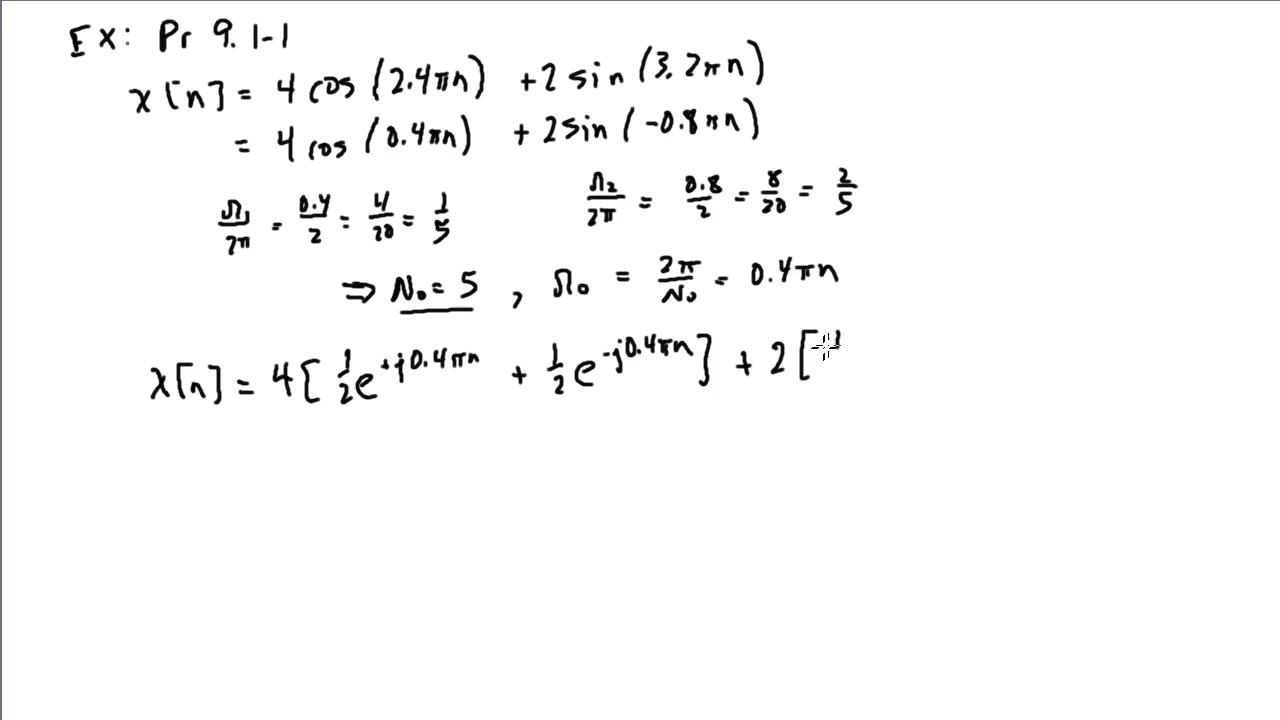 Ex: Pr 9.1-1
x[n] = 4 cos(2.4πn) + 2 sin(3.2πn)
= 4 cos(0.4πn) + 2 sin(-0.8πn)
Ω₁/2π = 0.4/2 = 4/20 = 1/5    Ω₂/2π = 0.8/2 = 8/20 = 2/5
⇒ N₀ = 5 , Ω₀ = 2π/N₀ = 0.4πn
x[n] = 4[ 1/2 e^{+j0.4πn} + 1/2 e^{-j0.4πn} ] + 2 [